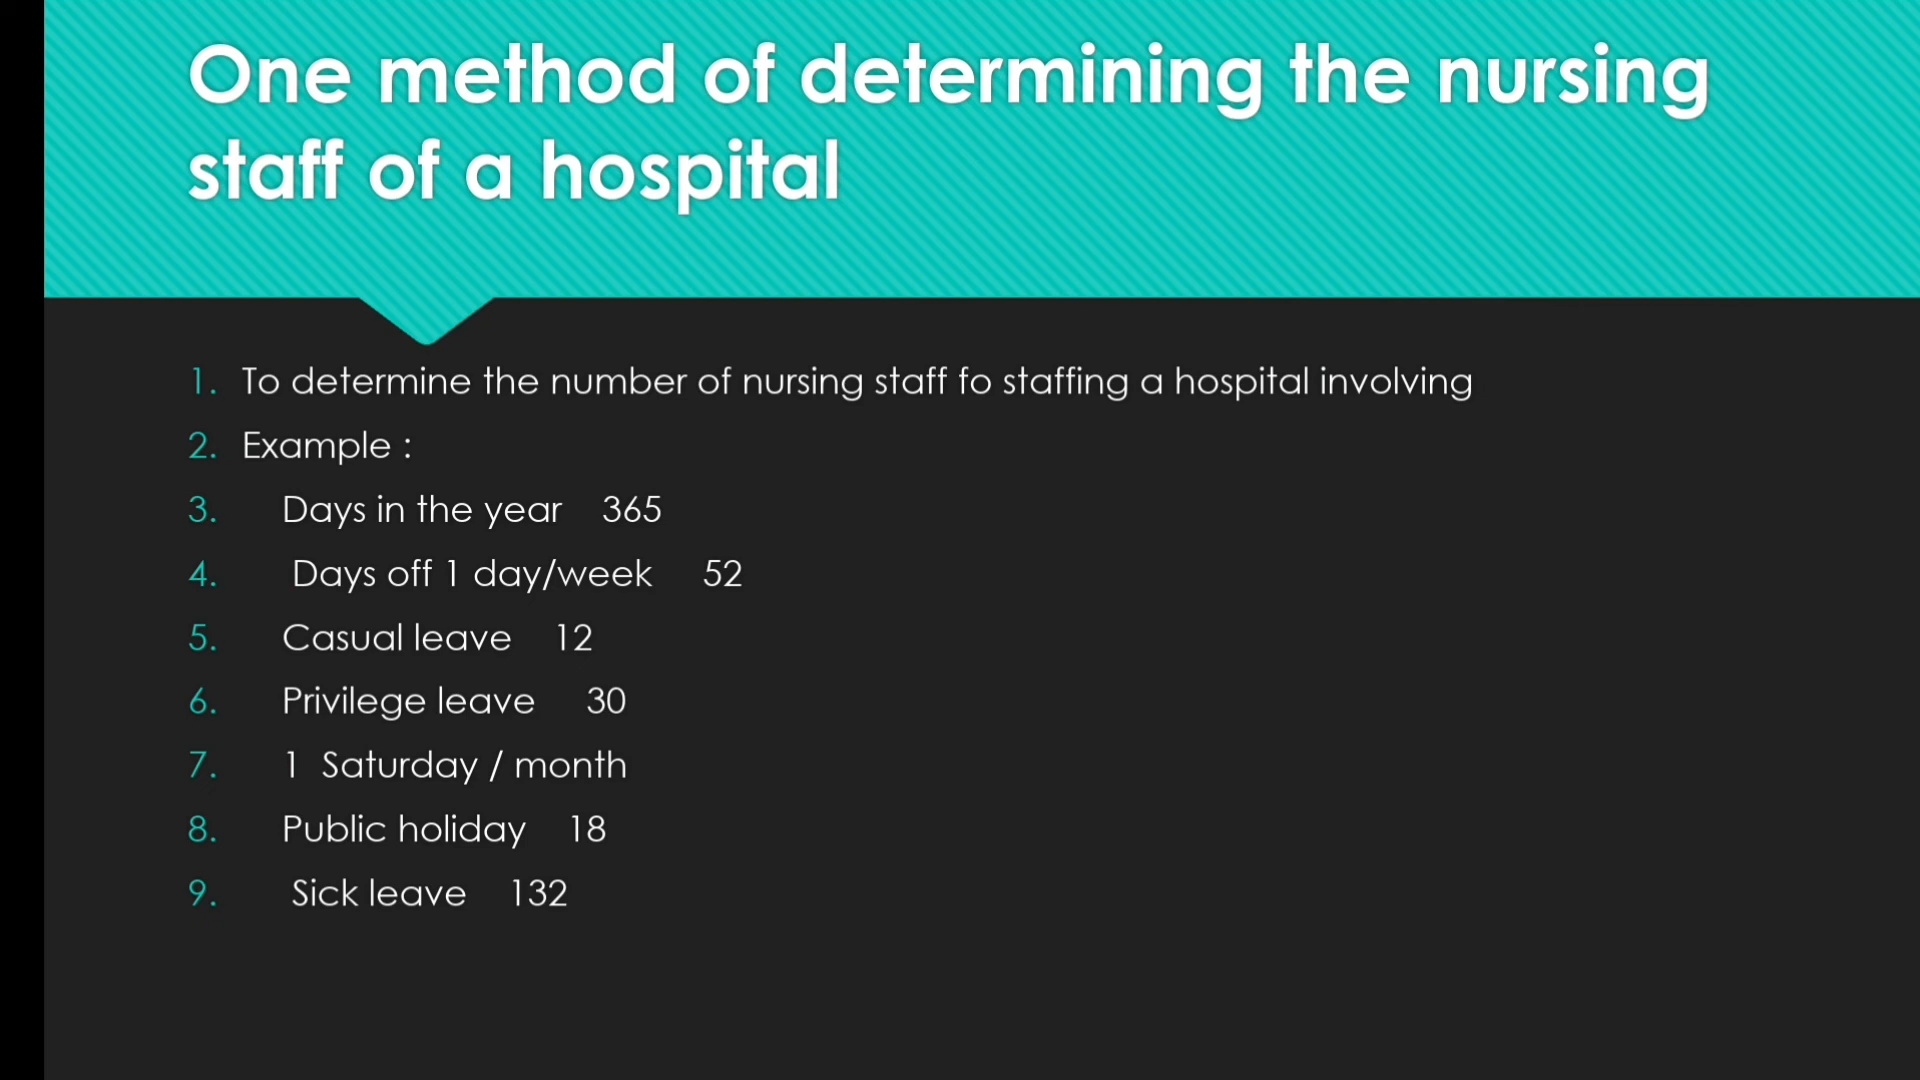 One method of determining the nursing
staff of a hospital
1. To determine the number of nursing staff fo staffing a hospital involving
2. Example :
3. Days in the year 365
4. Days off 1 day/week 52
5. Casual leave 12
6. Privilege leave 30
7. 1 Saturday / month
8. Public holiday 18
9. Sick leave 132